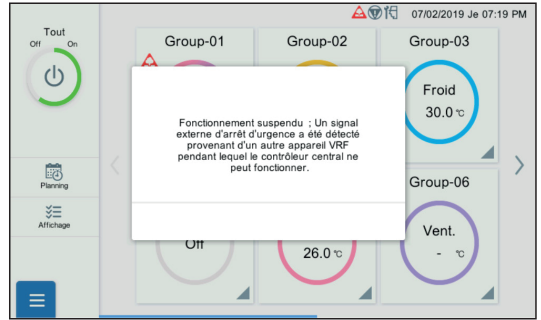 07/02/2019 Je 07:19 PM
Tout
Off On
Group-01
Group-02
Group-03
Froid
30.0 °C
Fonctionnement suspendu ; Un signal
externe d'arrêt d'urgence a été détecté
provenant d'un autre appareil VRF
pendant lequel le contrôleur central ne
peut fonctionner.
Planning
Affichage
Group-06
Off
26.0 °C
Vent.
- °C